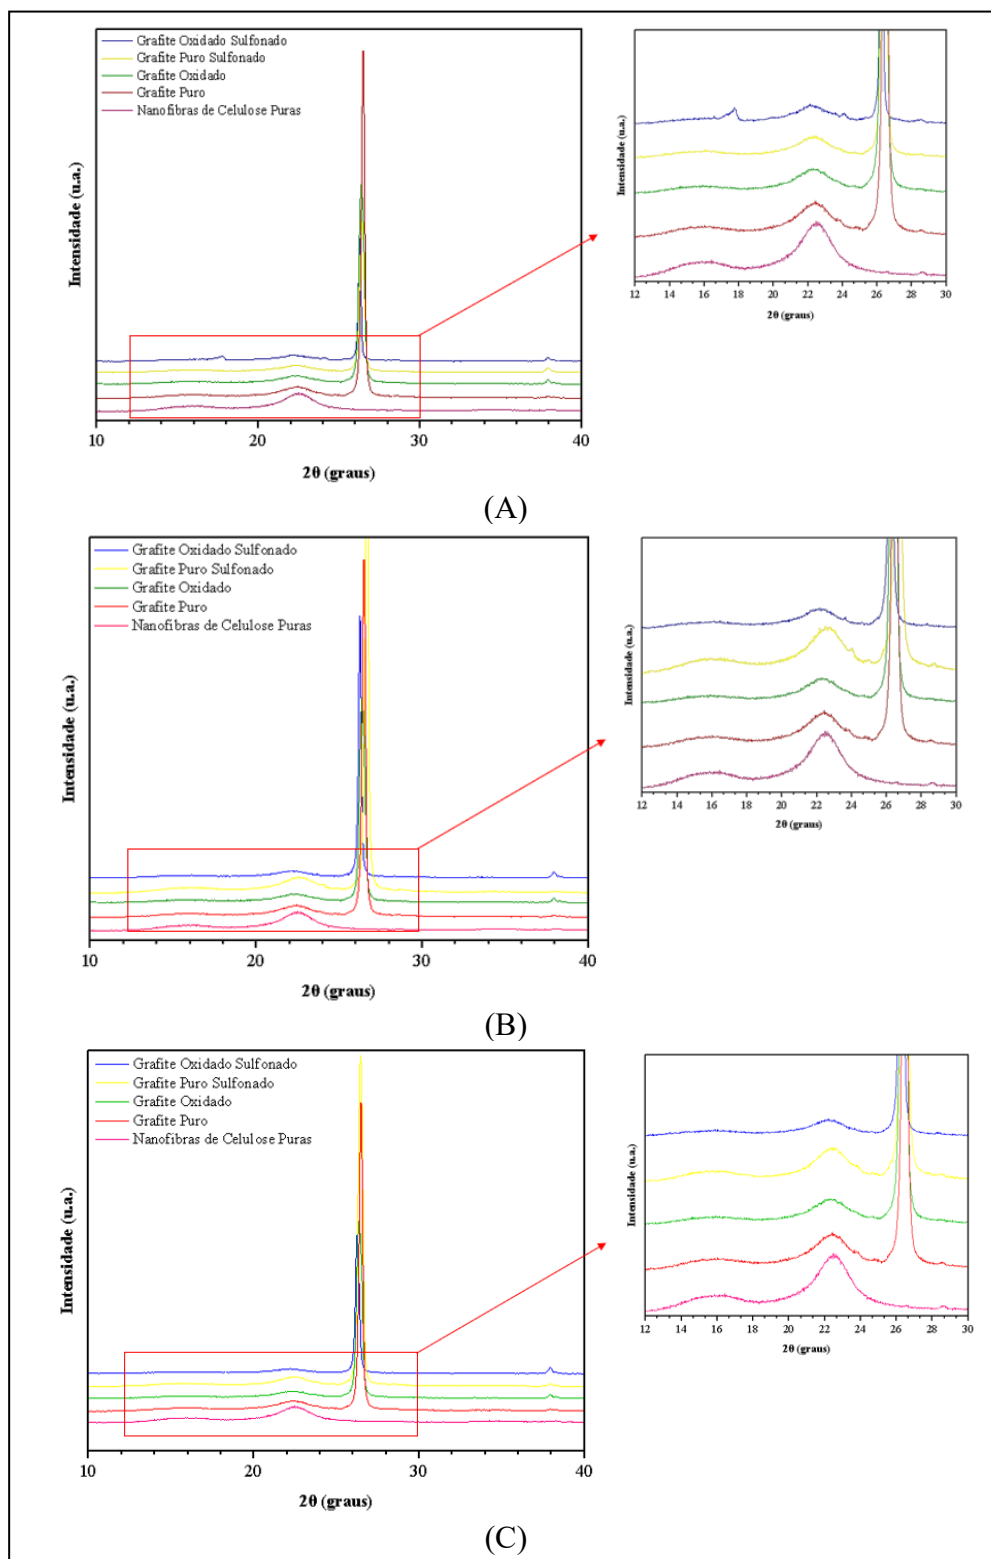 Grafite Oxidado Sulfonado
Grafite Puro Sulfonado
Grafite Oxidado
Grafite Puro
Nanofibras de Celulose Puras
Intensidade (u.a.)
10 20 30 40
2θ (graus)
Intensidade (u.a.)
12 14 16 18 20 22 24 26 28 30
2θ (graus)
(A)
Grafite Oxidado Sulfonado
Grafite Puro Sulfonado
Grafite Oxidado
Grafite Puro
Nanofibras de Celulose Puras
Intensidade (u.a.)
10 20 30 40
2θ (graus)
Intensidade (u.a.)
12 14 16 18 20 22 24 26 28 30
2θ (graus)
(B)
Grafite Oxidado Sulfonado
Grafite Puro Sulfonado
Grafite Oxidado
Grafite Puro
Nanofibras de Celulose Puras
Intensidade (u.a.)
10 20 30 40
2θ (graus)
Intensidade (u.a.)
12 14 16 18 20 22 24 26 28 30
2θ (graus)
(C)